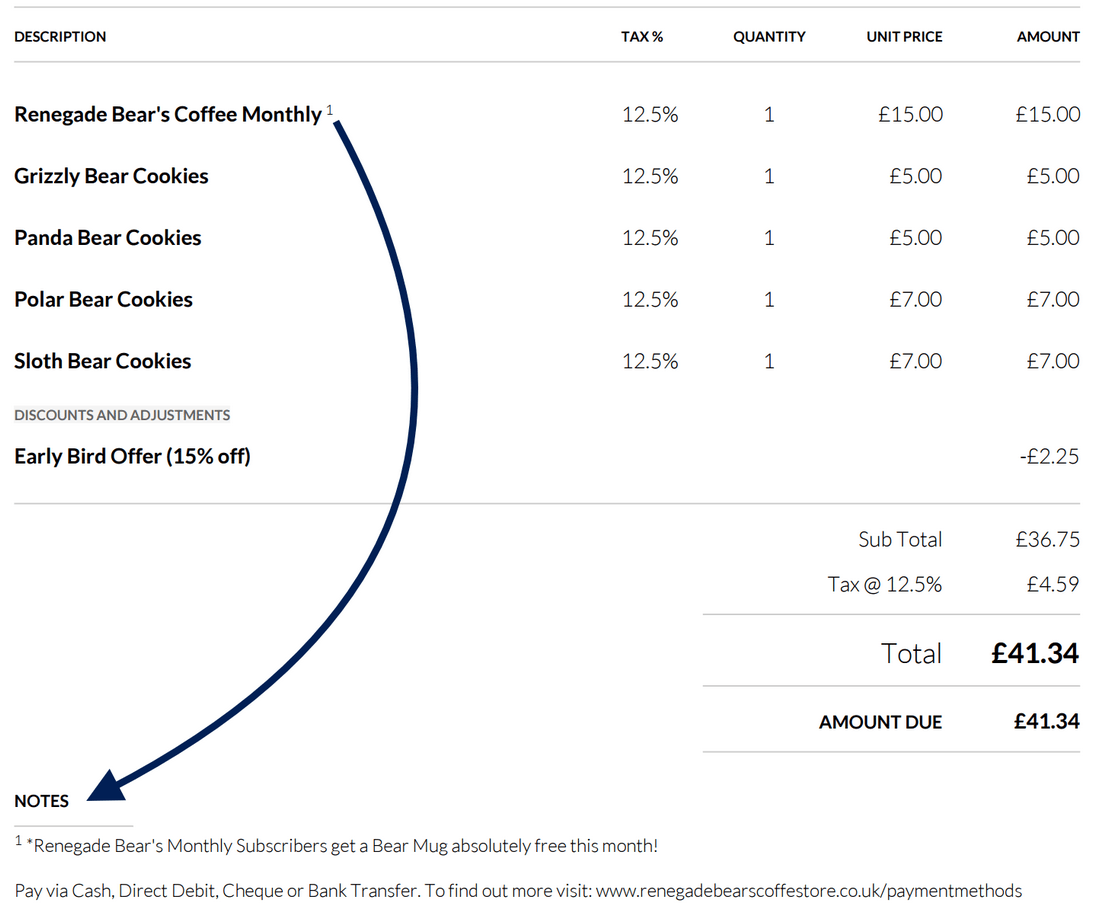 DESCRIPTION TAX % QUANTITY UNIT PRICE AMOUNT
Renegade Bear's Coffee Monthly 1 12.5% 1 £15.00 £15.00
Grizzly Bear Cookies 12.5% 1 £5.00 £5.00
Panda Bear Cookies 12.5% 1 £5.00 £5.00
Polar Bear Cookies 12.5% 1 £7.00 £7.00
Sloth Bear Cookies 12.5% 1 £7.00 £7.00
DISCOUNTS AND ADJUSTMENTS
Early Bird Offer (15% off) -£2.25
Sub Total £36.75
Tax @ 12.5% £4.59
Total £41.34
AMOUNT DUE £41.34
NOTES
1 *Renegade Bear's Monthly Subscribers get a Bear Mug absolutely free this month!
Pay via Cash, Direct Debit, Cheque or Bank Transfer. To find out more visit: www.renegadebearscoffestore.co.uk/paymentmethods